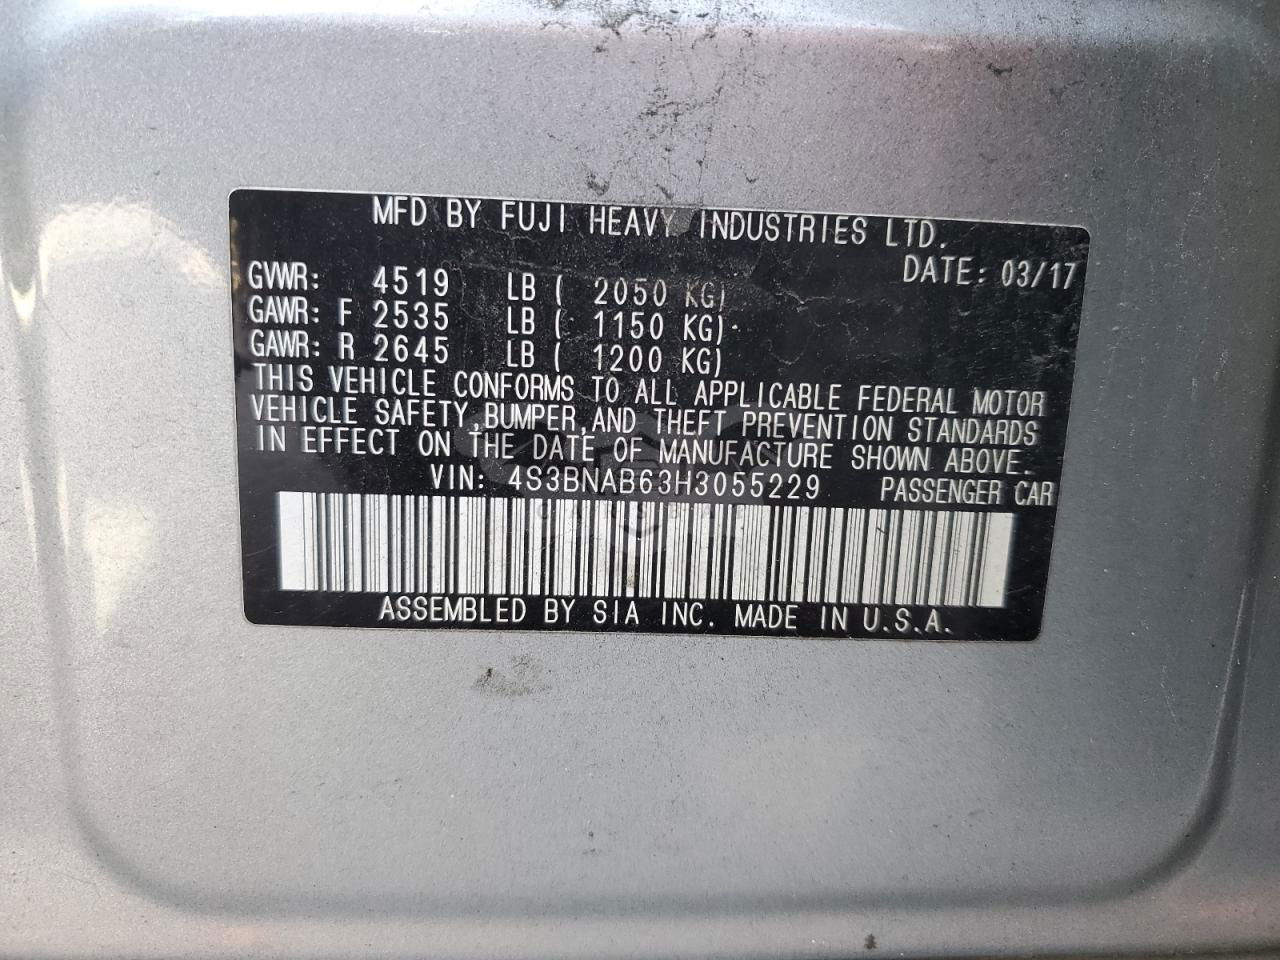 MFD BY FUJI HEAVY INDUSTRIES LTD.
DATE: 03/17
GVWR: 4519 LB ( 2050 KG)
GAWR: F 2535 LB ( 1150 KG)
GAWR: R 2645 LB ( 1200 KG)
THIS VEHICLE CONFORMS TO ALL APPLICABLE FEDERAL MOTOR
VEHICLE SAFETY,BUMPER,AND THEFT PREVENTION STANDARDS
IN EFFECT ON THE DATE OF MANUFACTURE SHOWN ABOVE.
VIN: 4S3BNAB63H3055229 PASSENGER CAR
ASSEMBLED BY SIA INC. MADE IN U.S.A.